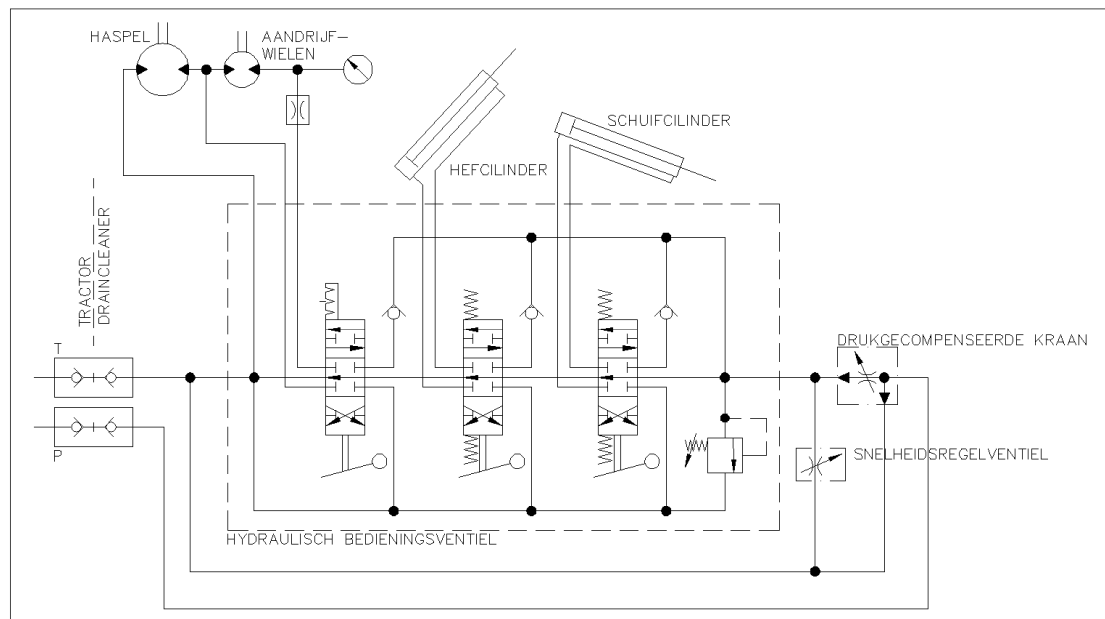 HASPEL
AANDRIJF-
WIELEN
SCHUIFCILINDER
HEFCILINDER
TRACTOR
DRAINCLEANER
T
P
DRUKGECOMPENSEERDE KRAAN
SNELHEIDSREGELVENTIEL
HYDRAULISCH BEDIENINGSVENTIEL